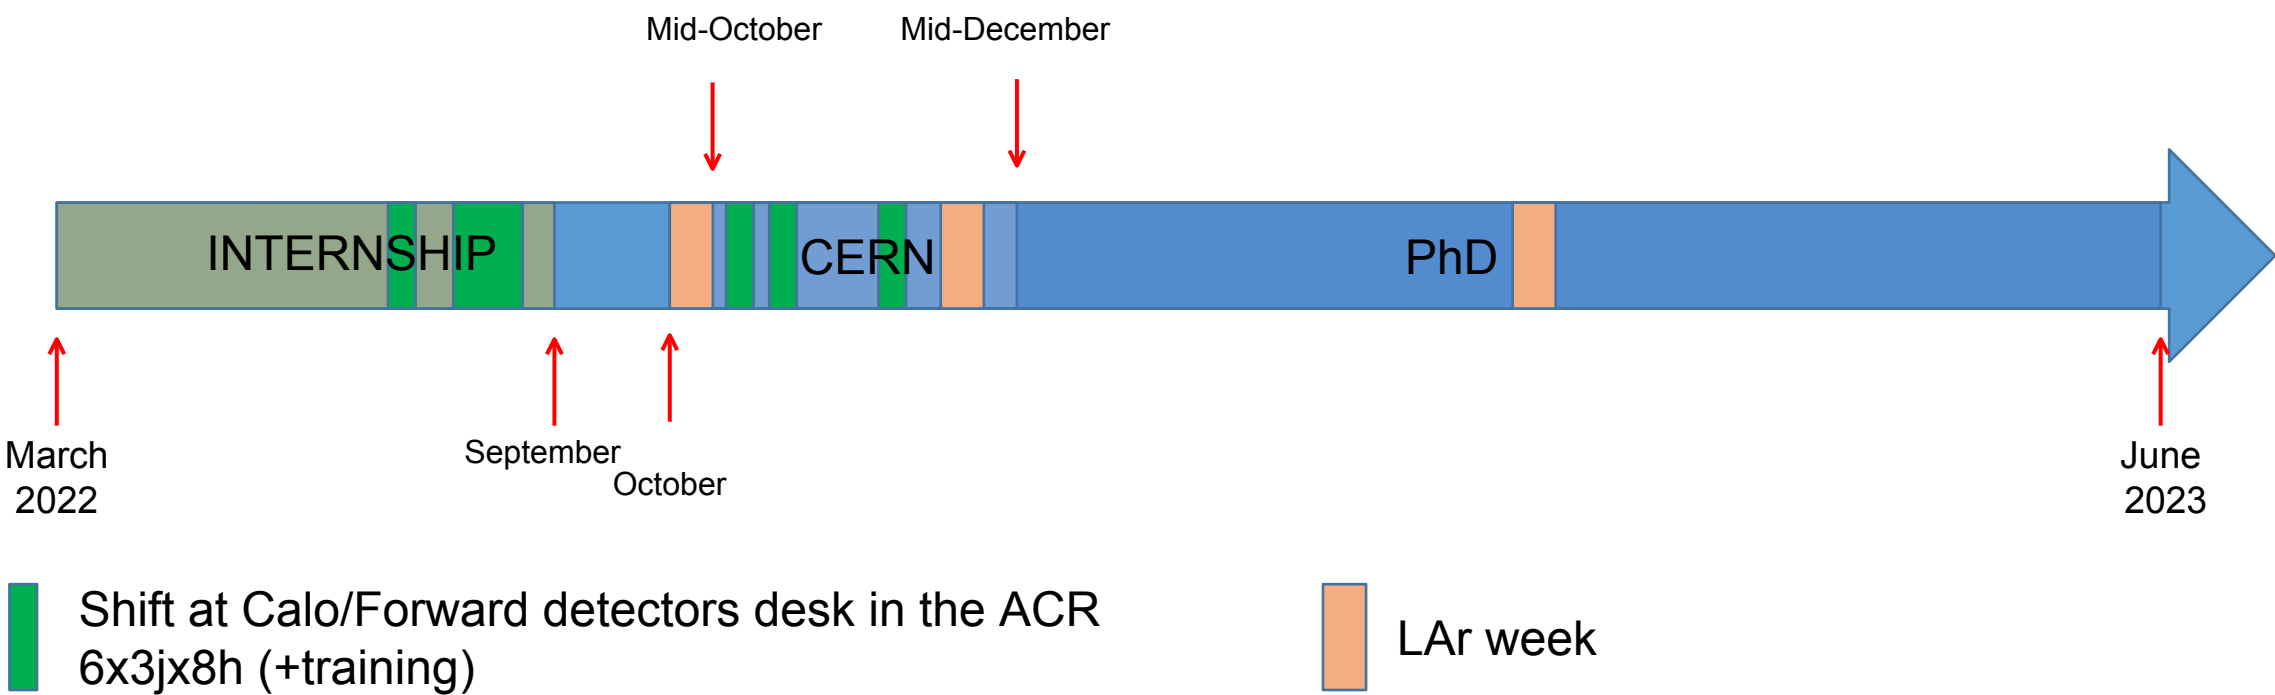 Mid-October
Mid-December
INTERNSHIP
CERN
PhD
March
2022
September
October
June
2023
Shift at Calo/Forward detectors desk in the ACR
6x3jx8h (+training)
LAr week